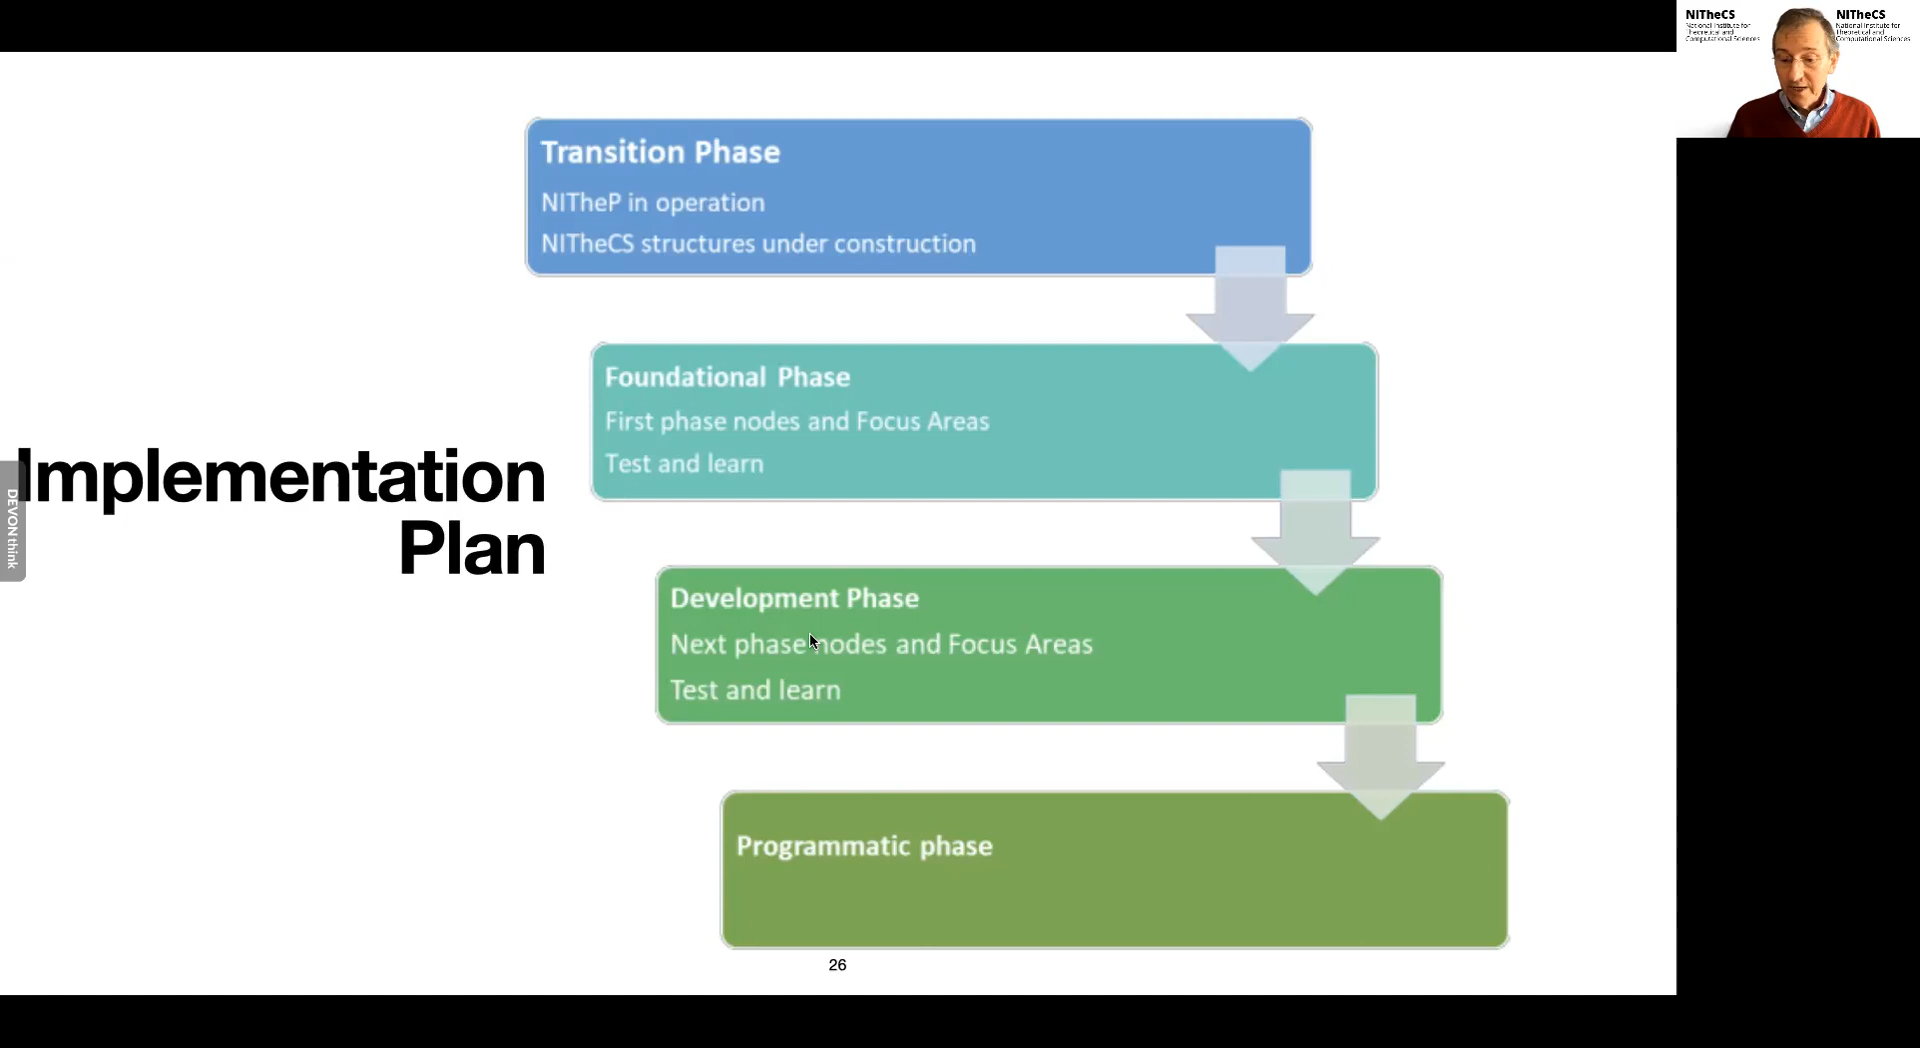 NITheCS
National Institute for
Theoretical and
Computational Sciences
NITheCS
National Institute for
Theoretical and
Computational Sciences
Transition Phase
NITheP in operation
NITheCS structures under construction
Foundational Phase
First phase nodes and Focus Areas
Test and learn
Implementation
Plan
DEVONthink
Development Phase
Next phase nodes and Focus Areas
Test and learn
Programmatic phase
26